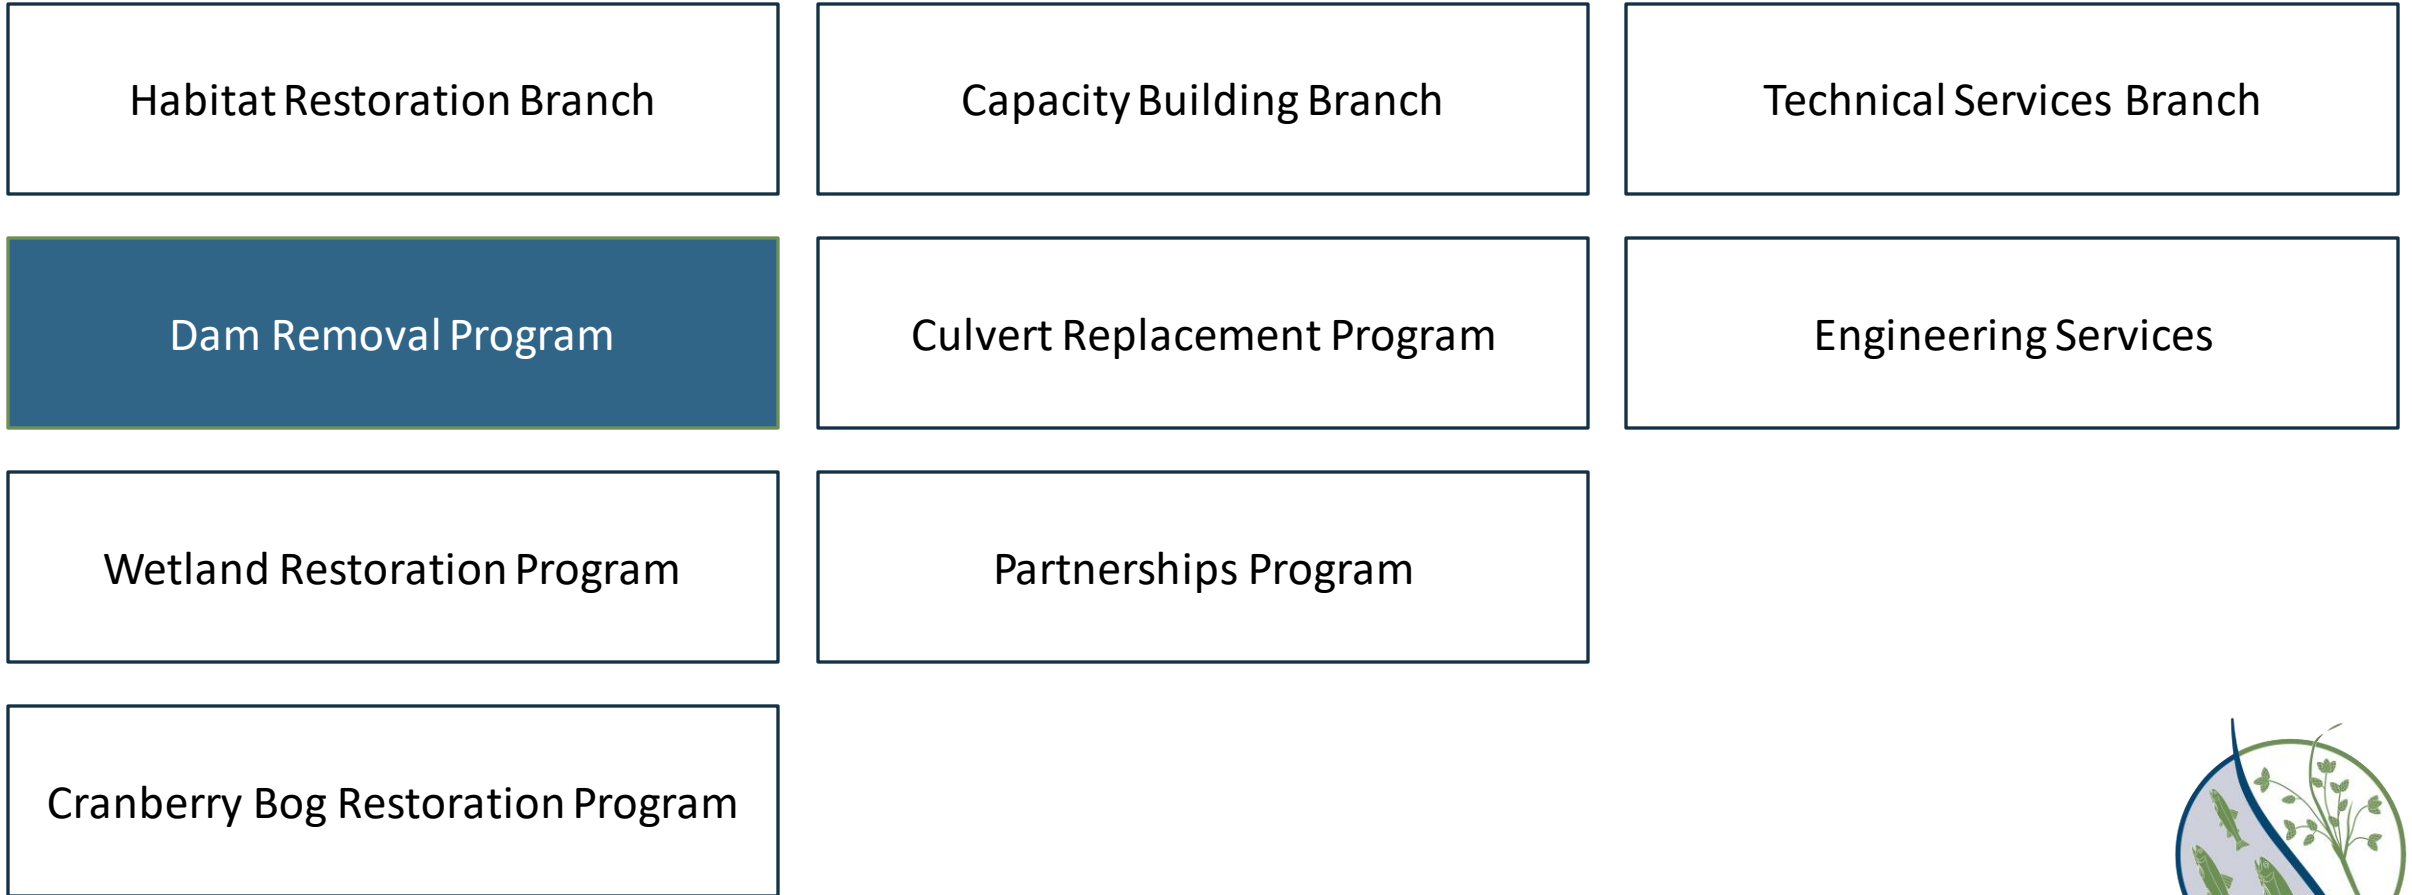 Habitat Restoration Branch
Capacity Building Branch
Technical Services Branch
Dam Removal Program
Culvert Replacement Program
Engineering Services
Wetland Restoration Program
Partnerships Program
Cranberry Bog Restoration Program